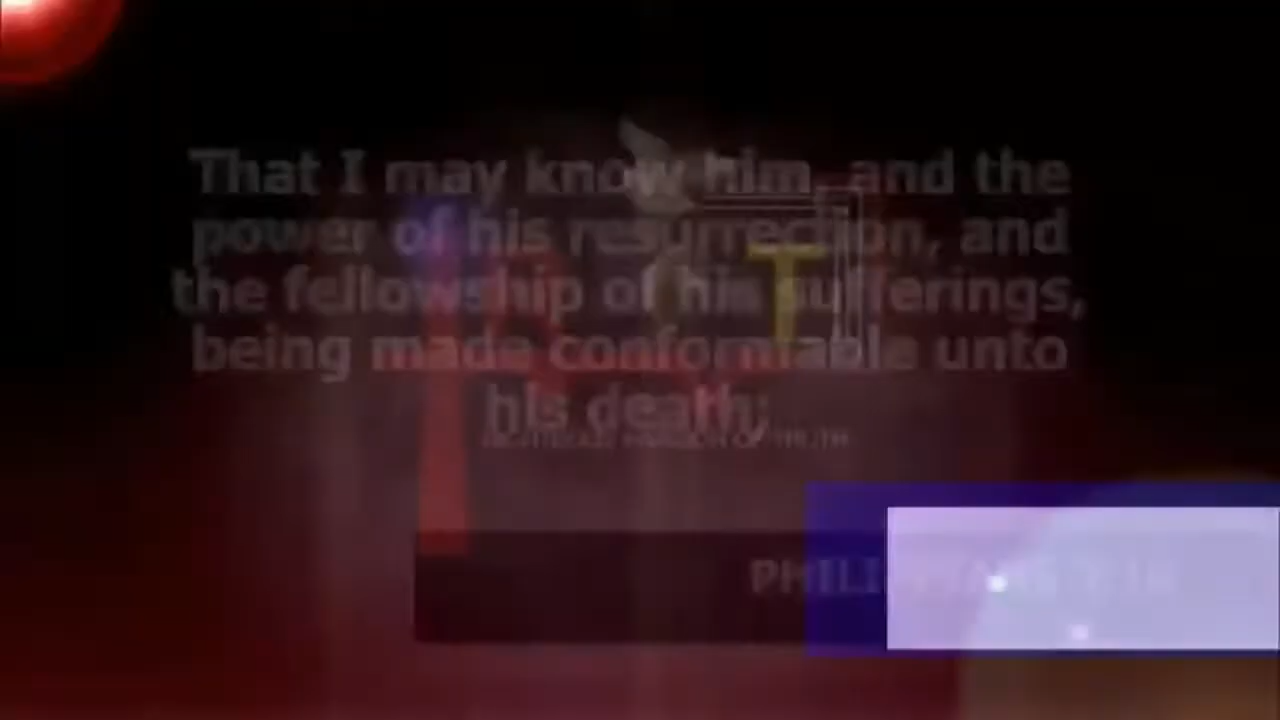 That I may know him, and the
power of his resurrection, and
the fellowship of his sufferings,
being made conformable unto
his death;
T